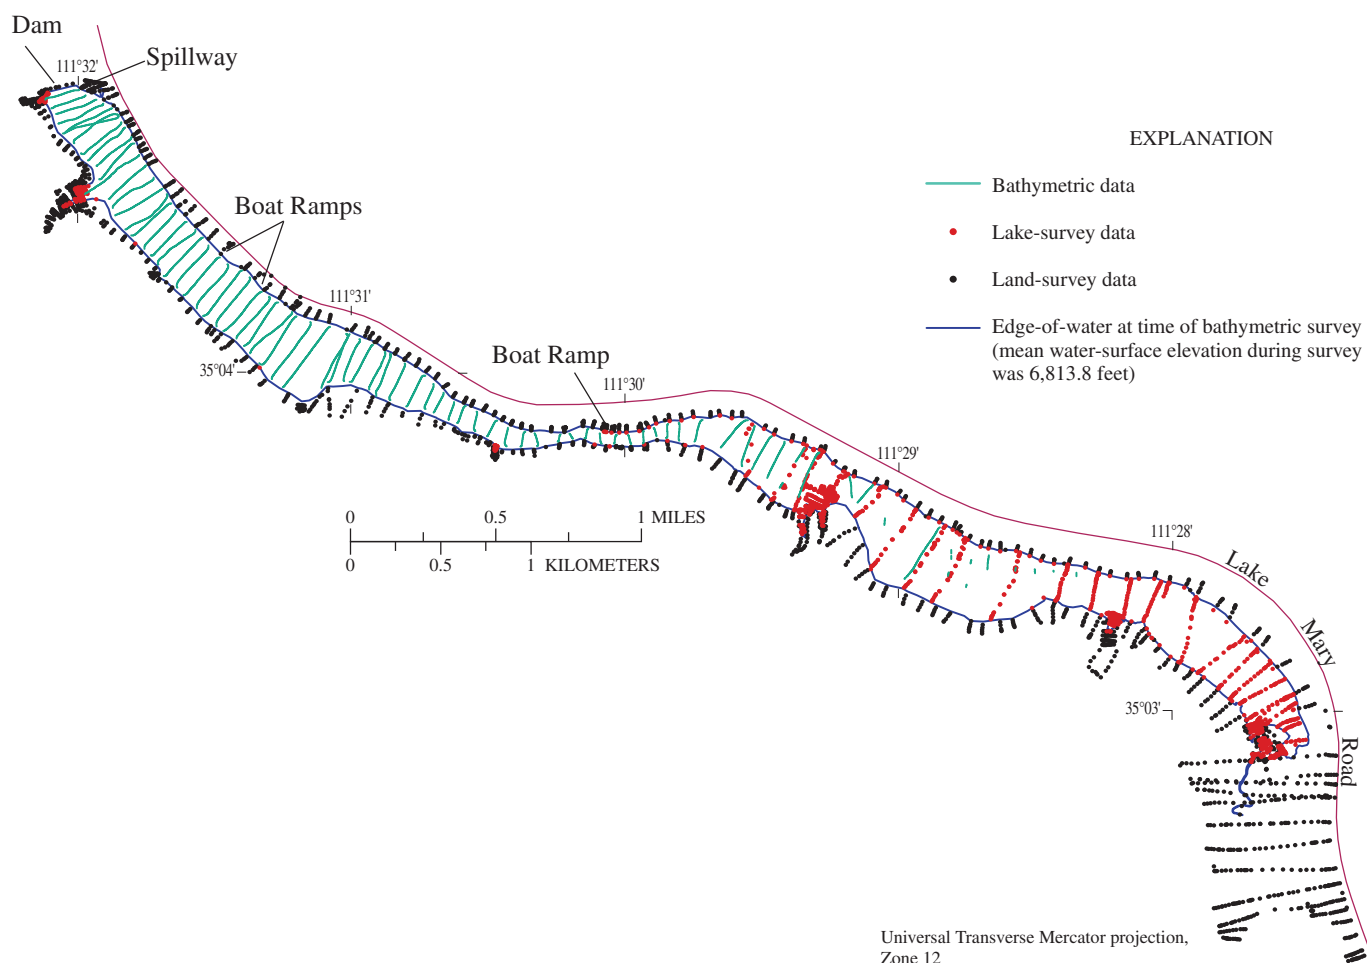 Dam
Spillway
111°32'
EXPLANATION
Bathymetric data
Boat Ramps
Lake-survey data
Land-survey data
111°31'
Edge-of-water at time of bathymetric survey
(mean water-surface elevation during survey
was 6,813.8 feet)
Boat Ramp
35°04'
111°30'
111°29'
0 0.5 1 MILES
0 0.5 1 KILOMETERS
111°28'
Lake
Mary
Road
35°03'
Universal Transverse Mercator projection,
Zone 12